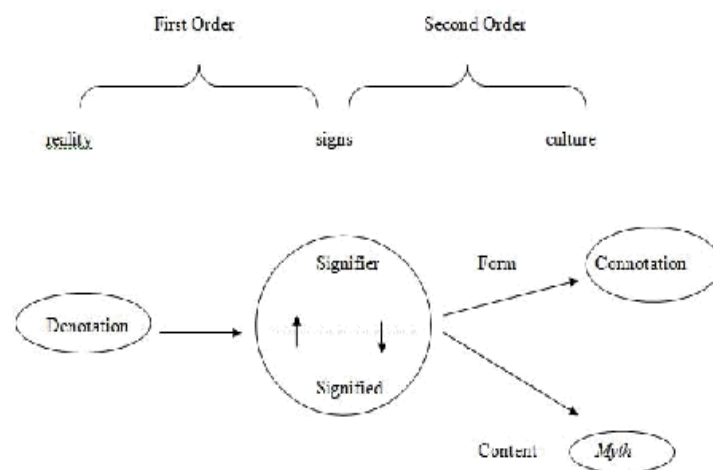 First Order Second Order
reality signs culture
Signifier Form Connotation
Denotation
Signified
Content Myth